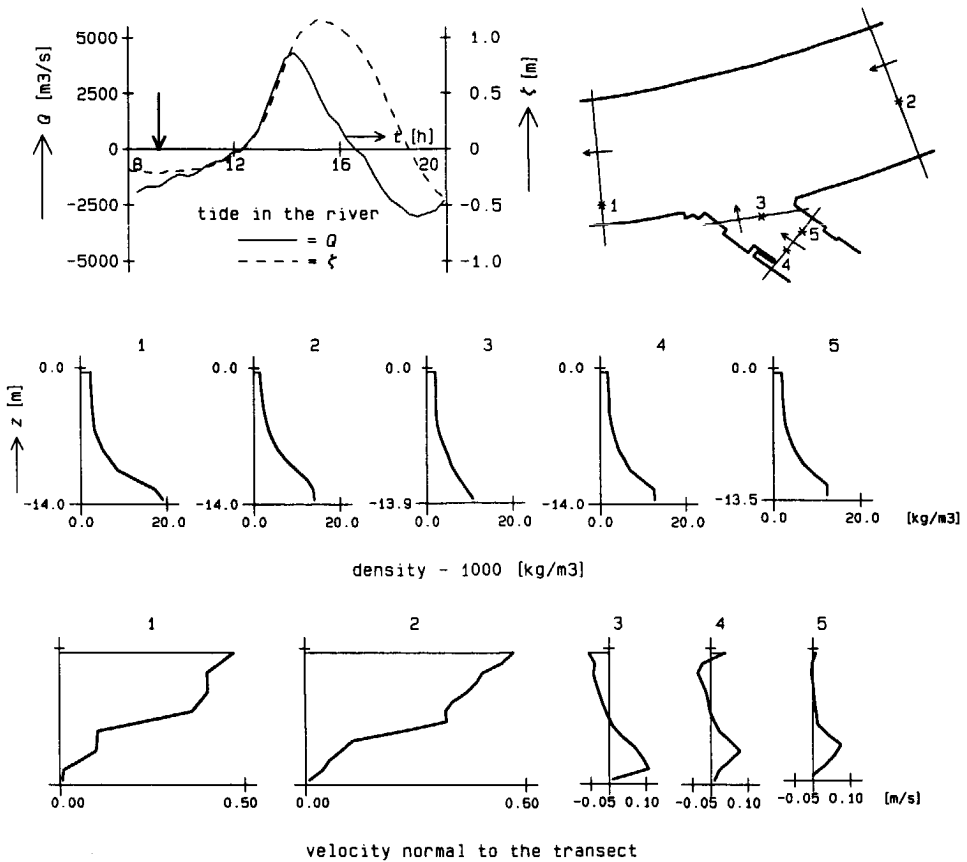 Q [m3/s]
5000
2500
0
-2500
-5000
8
12
16
20
t [h]
1.0
0.5
0
-0.5
-1.0
ζ [m]
tide in the river
= Q
= ζ
1
2
3
4
5
1 2 3 4 5
z [m]
0.0 0.0 0.0 0.0 0.0
-14.0 -14.0 -13.9 -14.0 -13.5
0.0 20.0 0.0 20.0 0.0 20.0 0.0 20.0 0.0 20.0 [kg/m3]
density - 1000 [kg/m3]
1 2 3 4 5
0.00 0.50 0.00 0.60 -0.05 0.10 -0.05 0.10 -0.05 0.10 [m/s]
velocity normal to the transect